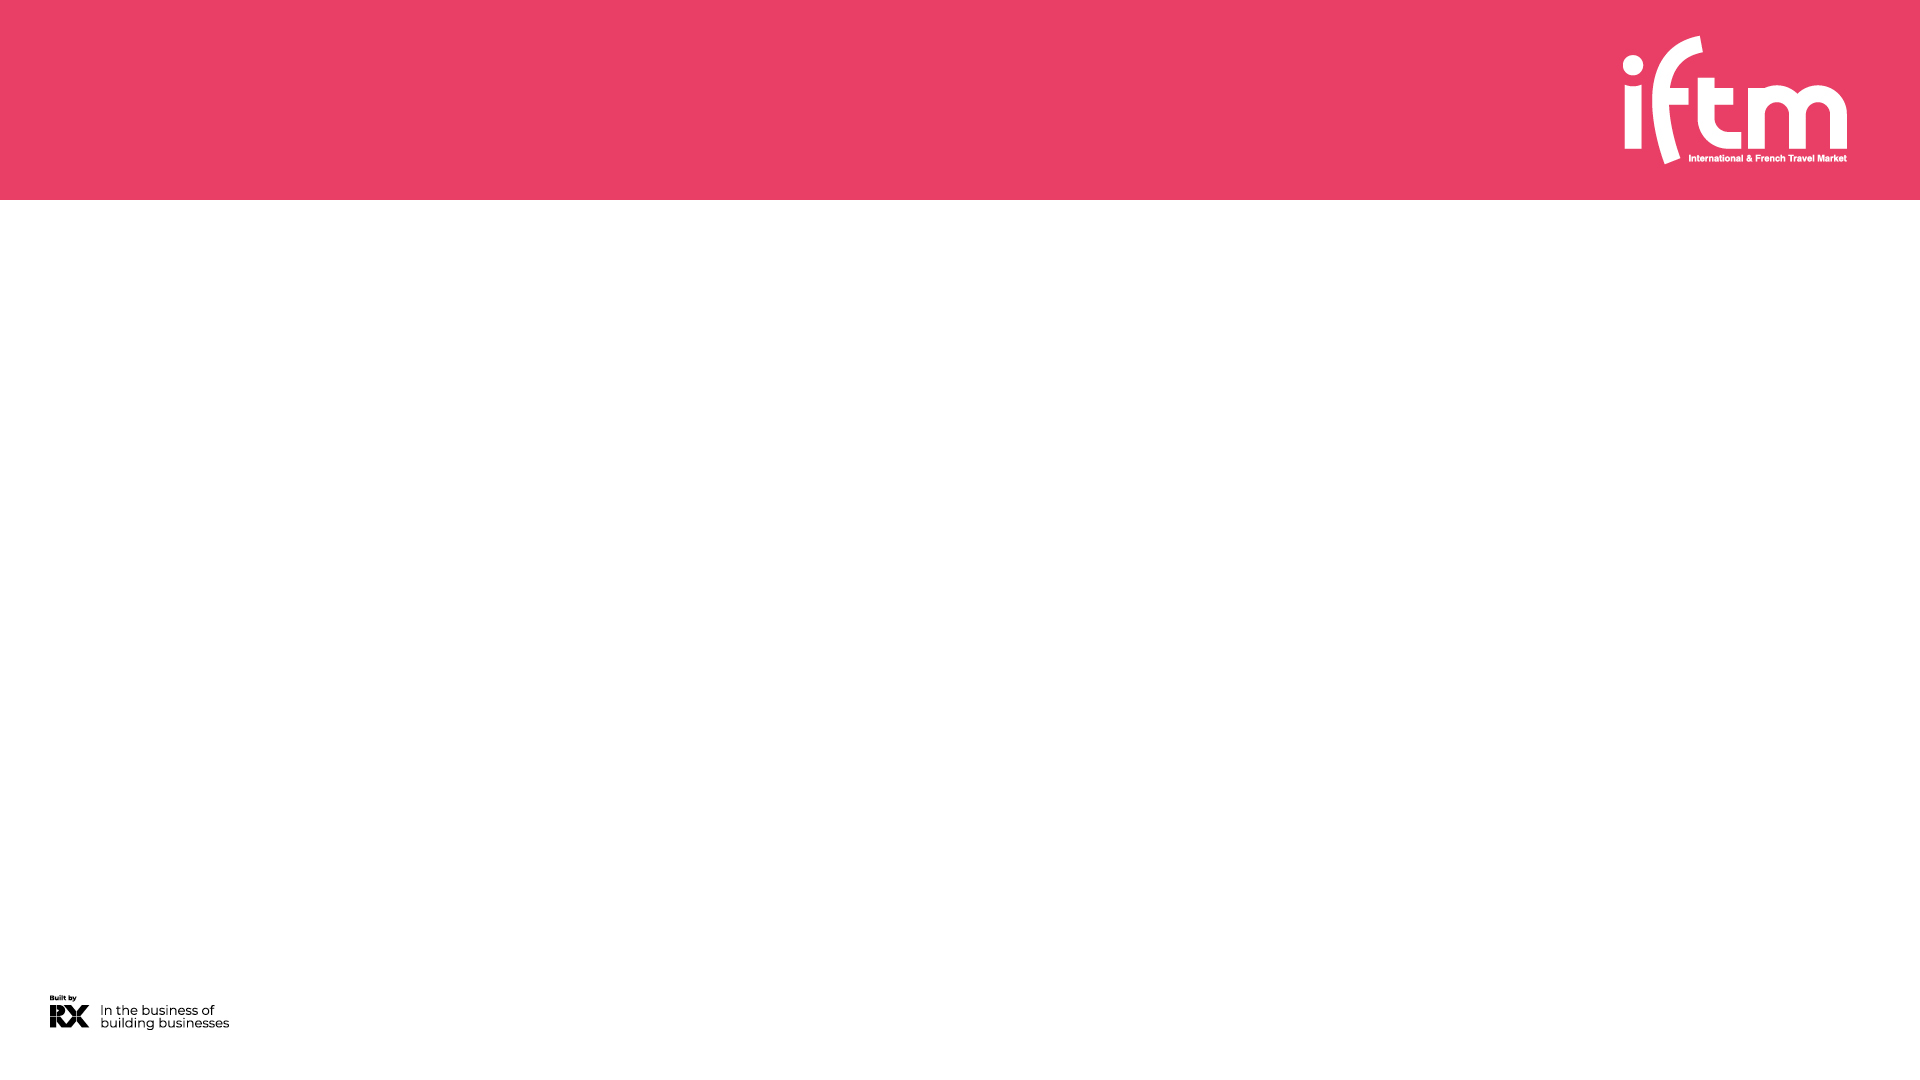 iftm
International & French Travel Market
Built by
RX
In the business of
building businesses